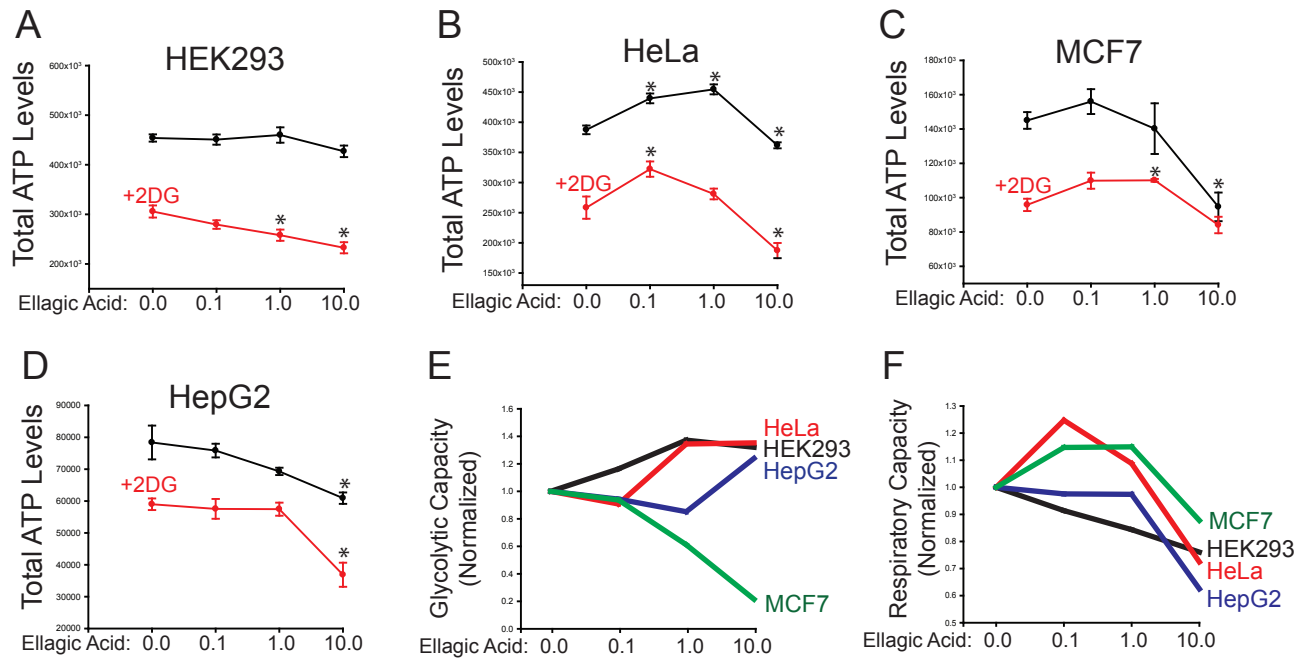 A
HEK293
Total ATP Levels
600x10³
500x10³
400x10³
300x10³
200x10³
+2DG
*
*
Ellagic Acid: 0.0 0.1 1.0 10.0
B
HeLa
Total ATP Levels
500x10³
450x10³
400x10³
350x10³
300x10³
250x10³
200x10³
150x10³
*
*
*
*
+2DG
*
Ellagic Acid: 0.0 0.1 1.0 10.0
C
MCF7
Total ATP Levels
180x10³
160x10³
140x10³
120x10³
100x10³
80x10³
60x10³
+2DG
*
*
Ellagic Acid: 0.0 0.1 1.0 10.0
D
HepG2
Total ATP Levels
90000
80000
70000
60000
50000
40000
30000
20000
+2DG
*
*
Ellagic Acid: 0.0 0.1 1.0 10.0
E
Glycolytic Capacity
(Normalized)
1.6
1.4
1.2
1.0
0.8
0.6
0.4
0.2
0.0
HeLa
HEK293
HepG2
MCF7
Ellagic Acid: 0.0 0.1 1.0 10.0
F
Respiratory Capacity
(Normalized)
1.3
1.2
1.1
1.0
0.9
0.8
0.7
0.6
0.5
MCF7
HEK293
HeLa
HepG2
Ellagic Acid: 0.0 0.1 1.0 10.0